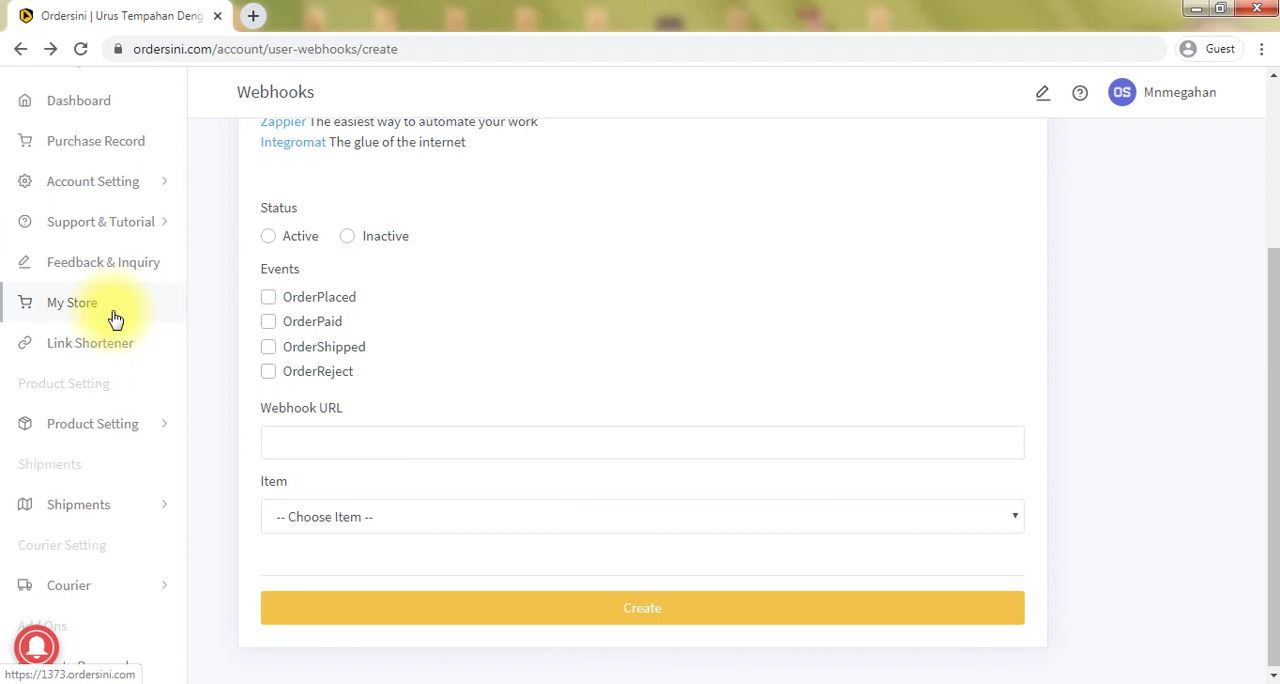 Ordersini | Urus Tempahan Deng
ordersini.com/account/user-webhooks/create
Guest
Dashboard
Purchase Record
Account Setting
Support & Tutorial
Feedback & Inquiry
My Store
Link Shortener
Product Setting
Product Setting
Shipments
Shipments
Courier Setting
Courier
Add Ons
https://1373.ordersini.com
Webhooks
OS Mnmegahan
Zappier The easiest way to automate your work
Integromat The glue of the internet
Status
Active Inactive
Events
OrderPlaced
OrderPaid
OrderShipped
OrderReject
Webhook URL
Item
-- Choose Item --
Create